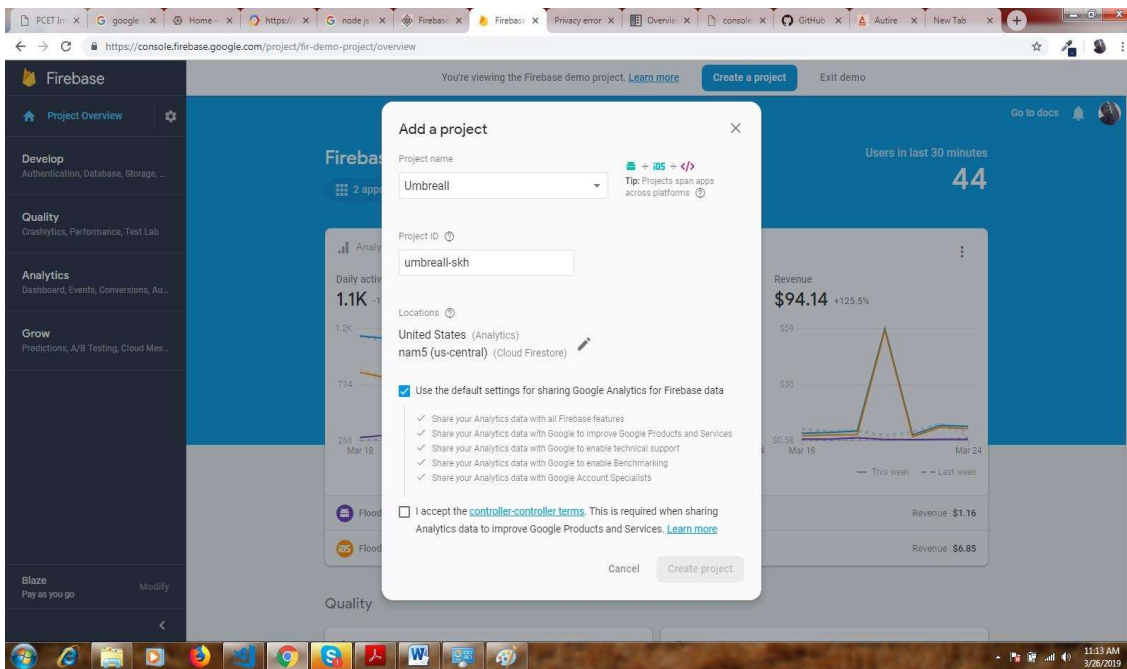 PCET In
google
Home -
https://
node js
Firebase
Firebase
Privacy error
Overvie
console
GitHub
Autire
New Tab
https://console.firebase.google.com/project/fir-demo-project/overview
Firebase
You're viewing the Firebase demo project. Learn more
Create a project
Exit demo
Project Overview
Go to docs
Develop
Authentication, Database, Storage, ...
Quality
Crashlytics, Performance, Test Lab
Analytics
Dashboard, Events, Conversions, Au...
Grow
Predictions, A/B Testing, Cloud Mes...
Blaze
Pay as you go
Modify
Firebas
2 apps
Users in last 30 minutes
44
Analy
Daily activ
1.1K
1.2K
714
266
Mar 18
Flood
iOS
Flood
Quality
Add a project
Project name
Umbreall
+ iOS + </>
Tip: Projects span apps
across platforms
Project ID
umbreall-skh
Locations
United States (Analytics)
nam5 (us-central) (Cloud Firestore)
Use the default settings for sharing Google Analytics for Firebase data
Share your Analytics data with all Firebase features
Share your Analytics data with Google to improve Google Products and Services
Share your Analytics data with Google to enable technical support
Share your Analytics data with Google to enable Benchmarking
Share your Analytics data with Google Account Specialists
I accept the controller-controller terms. This is required when sharing
Analytics data to improve Google Products and Services. Learn more
Cancel
Create project
Revenue
$94.14 +125.5%
$59
$30
$0.58
Mar 18
Mar 24
This week
Last week
Revenue $1.16
Revenue $6.85
11:13 AM
3/26/2019